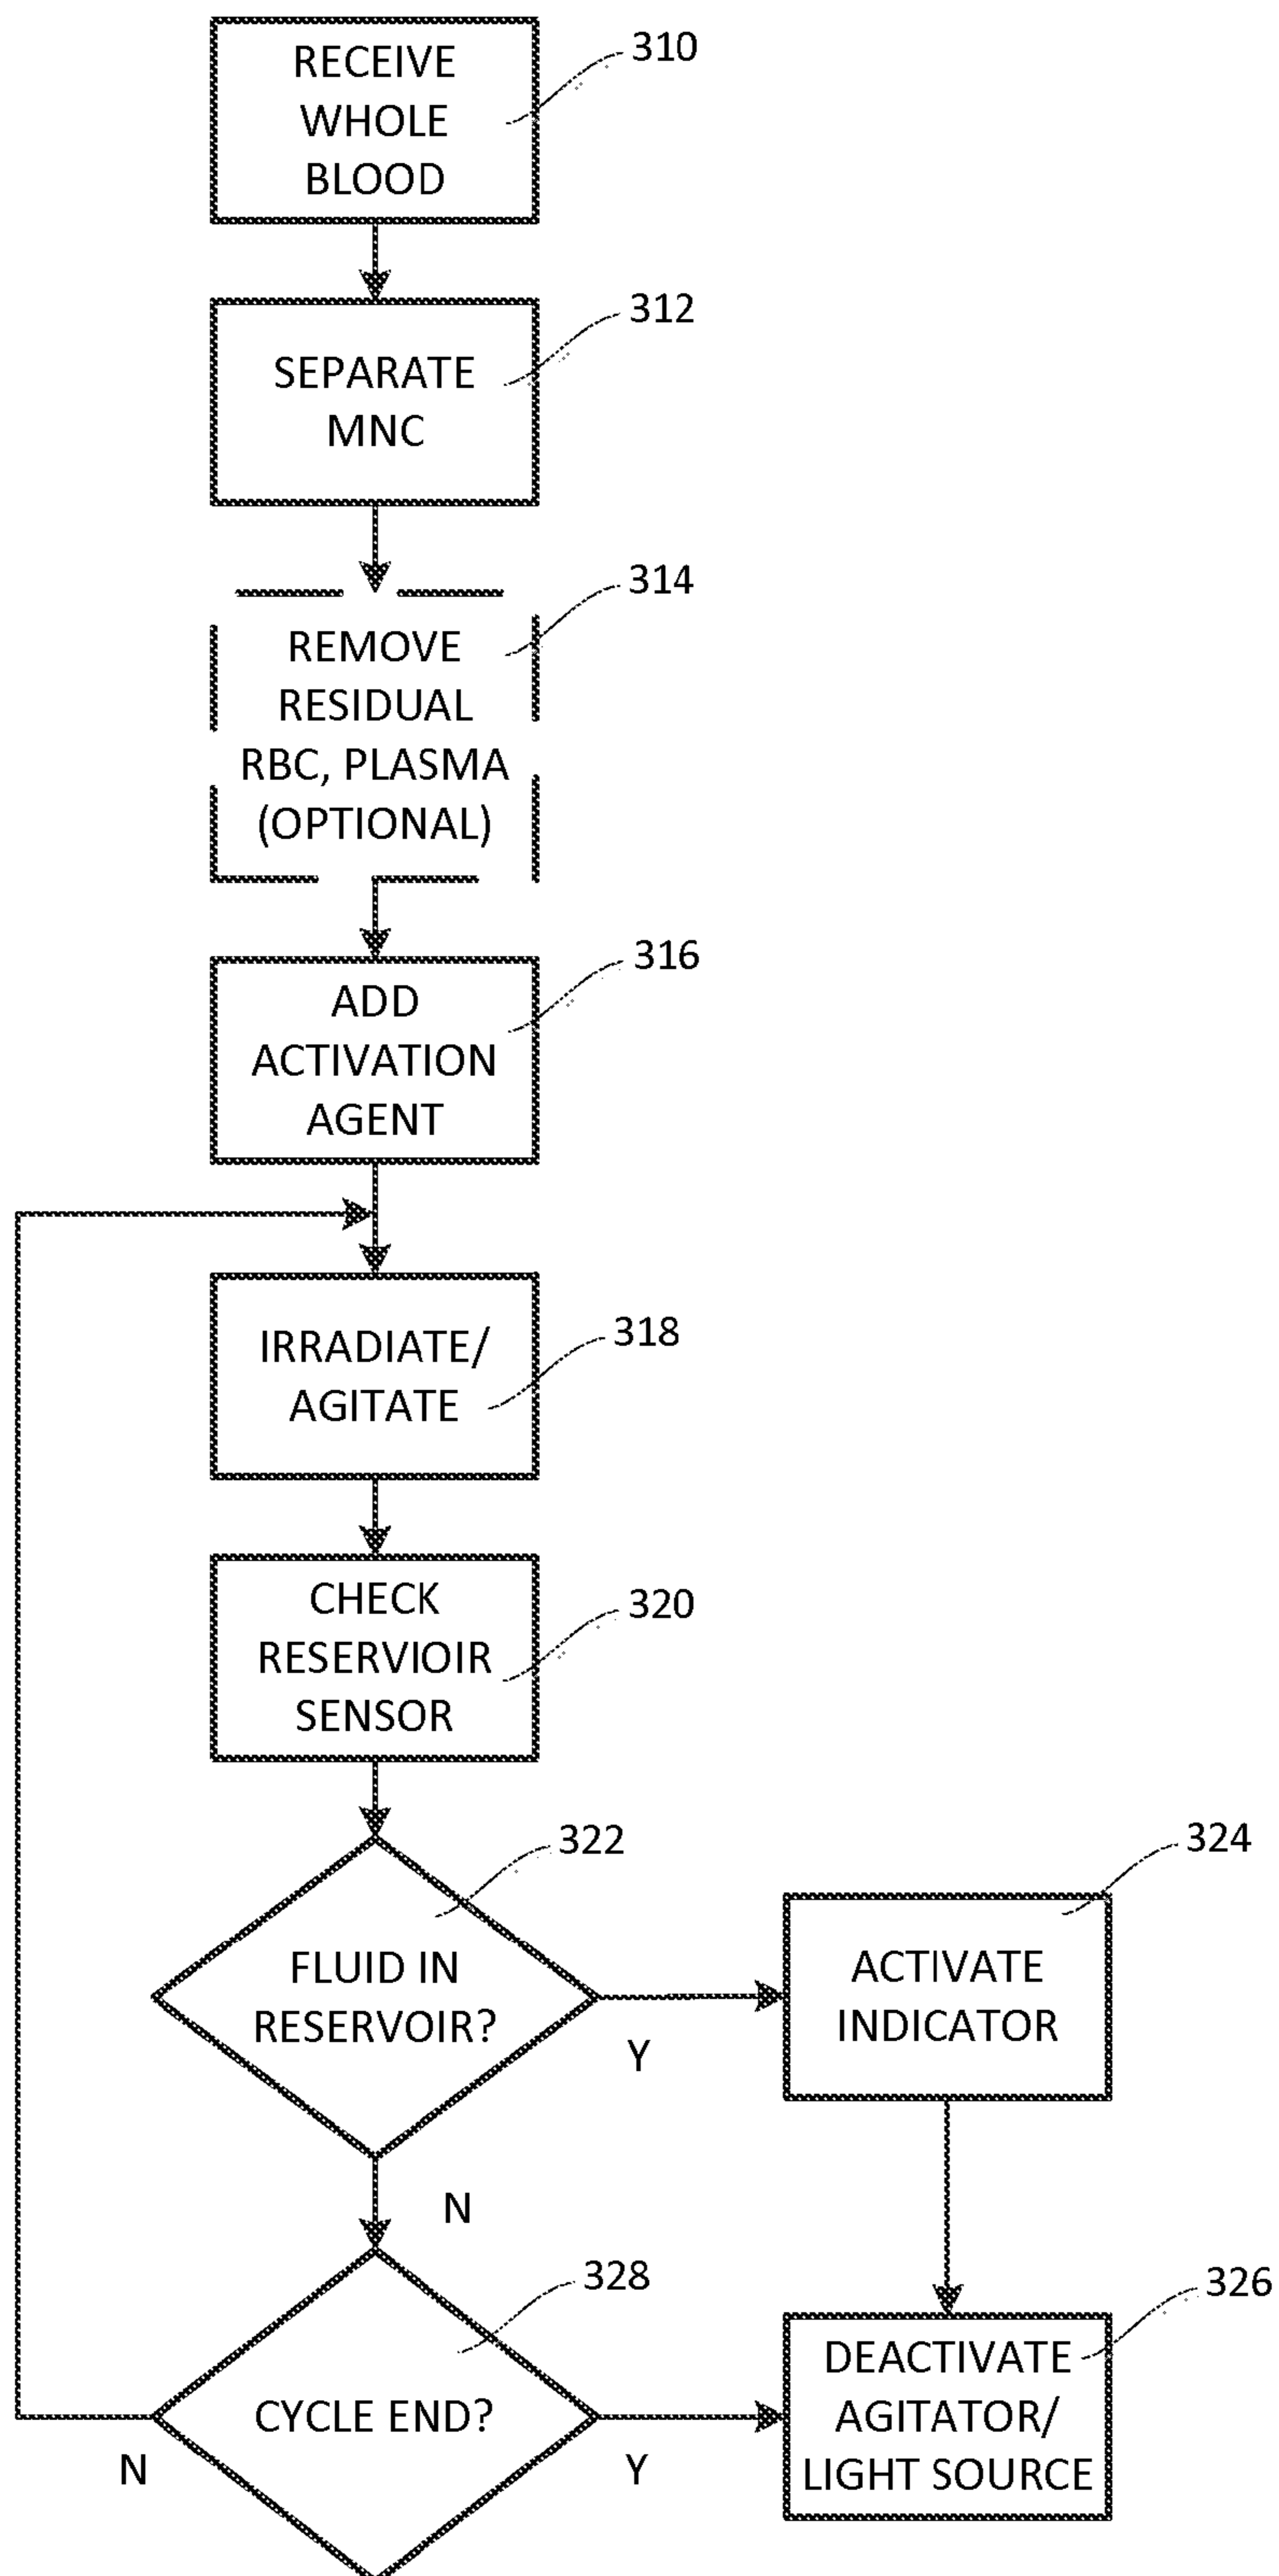 RECEIVE
WHOLE
BLOOD
310
SEPARATE
MNC
312
REMOVE
RESIDUAL
RBC, PLASMA
(OPTIONAL)
314
ADD
ACTIVATION
AGENT
316
IRRADIATE/
AGITATE
318
CHECK
RESERVIOIR
SENSOR
320
FLUID IN
RESERVOIR?
322
Y
N
ACTIVATE
INDICATOR
324
CYCLE END?
328
N
Y
DEACTIVATE
AGITATOR/
LIGHT SOURCE
326